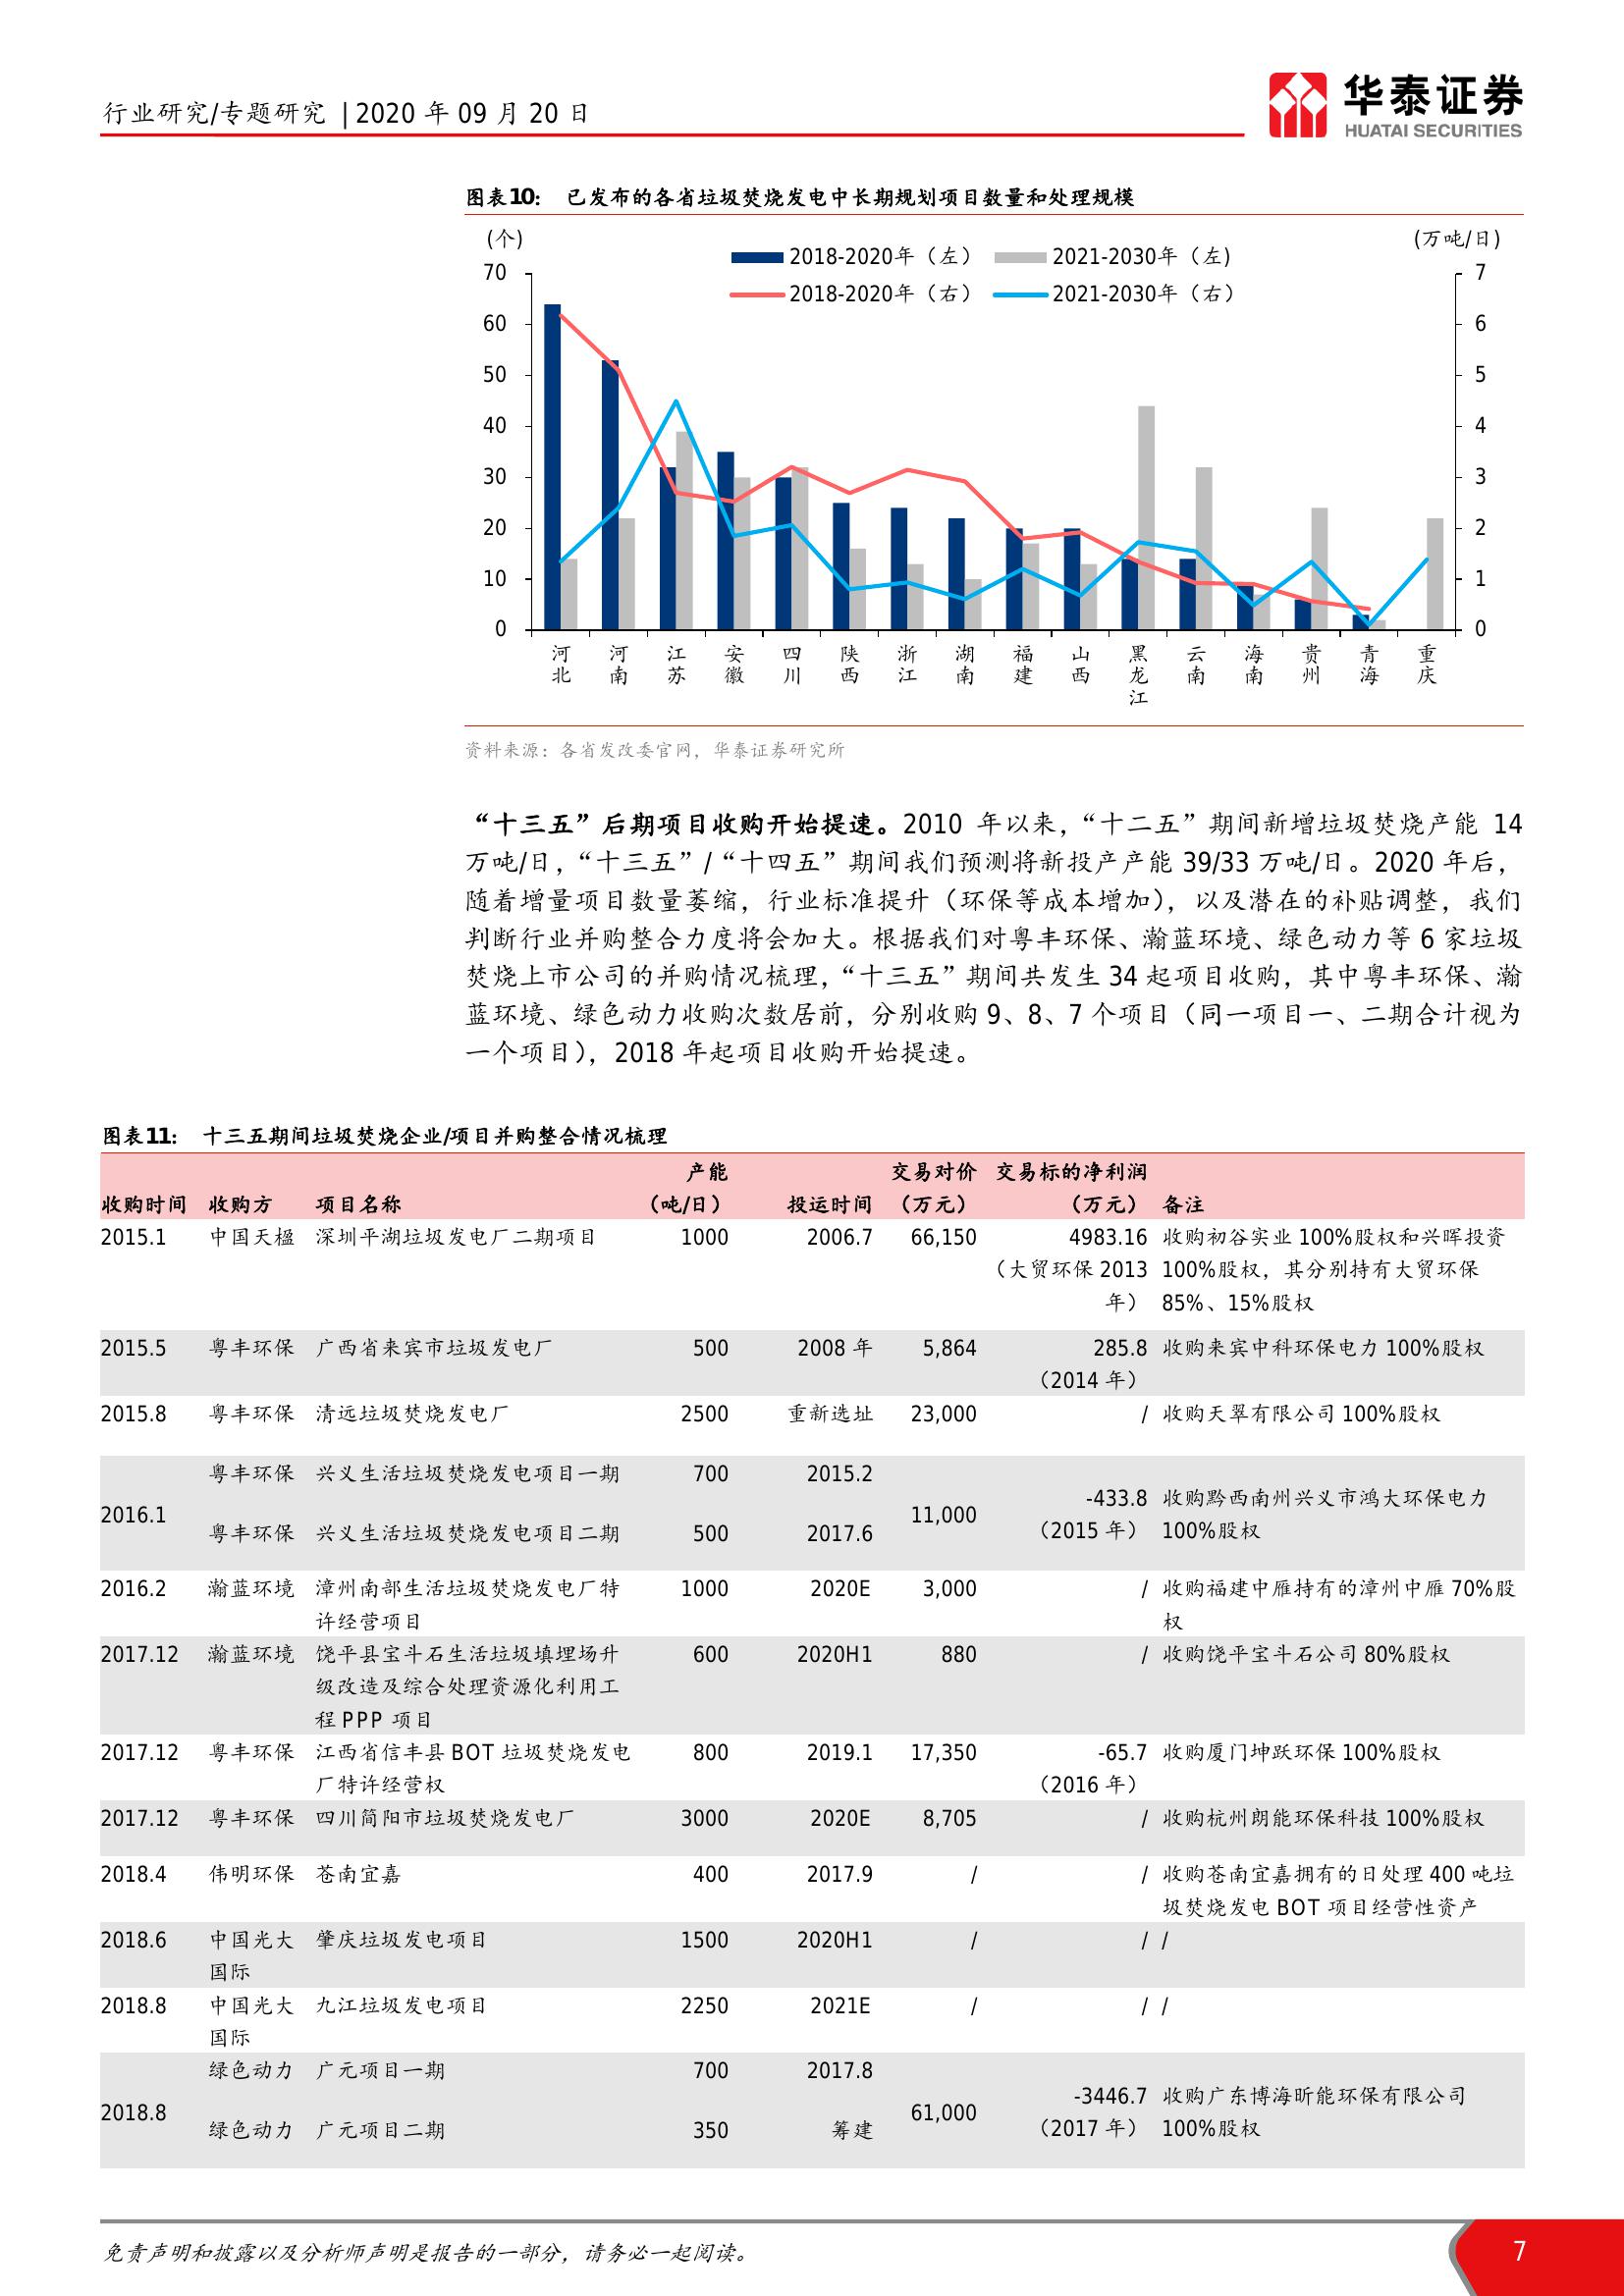 行业研究/专题研究 | 2020 年 09 月 20 日
华泰证券
HUATAI SECURITIES
图表10： 已发布的各省垃圾焚烧发电中长期规划项目数量和处理规模
(个)
(万吨/日)
2018-2020年（左） 2021-2030年（左）
2018-2020年（右） 2021-2030年（右）
70
60
50
40
30
20
10
0
7
6
5
4
3
2
1
0
河北 河南 江苏 安徽 四川 陕西 浙江 湖南 福建 山西 黑龙江 云南 海南 贵州 青海 重庆
资料来源：各省发改委官网，华泰证券研究所
“十三五”后期项目收购开始提速。2010 年以来，“十二五”期间新增垃圾焚烧产能 14
万吨/日，“十三五”/“十四五”期间我们预测将新投产产能 39/33 万吨/日。2020 年后，
随着增量项目数量萎缩，行业标准提升（环保等成本增加），以及潜在的补贴调整，我们
判断行业并购整合力度将会加大。根据我们对粤丰环保、瀚蓝环境、绿色动力等 6 家垃圾
焚烧上市公司的并购情况梳理，“十三五”期间共发生 34 起项目收购，其中粤丰环保、瀚
蓝环境、绿色动力收购次数居前，分别收购 9、8、7 个项目（同一项目一、二期合计视为
一个项目），2018 年起项目收购开始提速。
图表11： 十三五期间垃圾焚烧企业/项目并购整合情况梳理
产能 交易对价 交易标的净利润
收购时间 收购方 项目名称 （吨/日） 投运时间 （万元） （万元） 备注
2015.1 中国天楹 深圳平湖垃圾发电厂二期项目 1000 2006.7 66,150 4983.16 收购初谷实业 100%股权和兴晖投资
（大贸环保 2013 100%股权，其分别持有大贸环保
年） 85%、15%股权
2015.5 粤丰环保 广西省来宾市垃圾发电厂 500 2008 年 5,864 285.8 收购来宾中科环保电力 100%股权
（2014 年）
2015.8 粤丰环保 清远垃圾焚烧发电厂 2500 重新选址 23,000 / 收购天翠有限公司 100%股权
粤丰环保 兴义生活垃圾焚烧发电项目一期 700 2015.2
-433.8 收购黔西南州兴义市鸿大环保电力
2016.1 11,000
（2015 年） 100%股权
粤丰环保 兴义生活垃圾焚烧发电项目二期 500 2017.6
2016.2 瀚蓝环境 漳州南部生活垃圾焚烧发电厂特 1000 2020E 3,000 / 收购福建中雁持有的漳州中雁 70%股
许经营项目 权
2017.12 瀚蓝环境 饶平县宝斗石生活垃圾填埋场升 600 2020H1 880 / 收购饶平宝斗石公司 80%股权
级改造及综合处理资源化利用工
程 PPP 项目
2017.12 粤丰环保 江西省信丰县 BOT 垃圾焚烧发电 800 2019.1 17,350 -65.7 收购厦门坤跃环保 100%股权
厂特许经营权 （2016 年）
2017.12 粤丰环保 四川简阳市垃圾焚烧发电厂 3000 2020E 8,705 / 收购杭州朗能环保科技 100%股权
2018.4 伟明环保 苍南宜嘉 400 2017.9 / / 收购苍南宜嘉拥有的日处理 400 吨垃
圾焚烧发电 BOT 项目经营性资产
2018.6 中国光大 肇庆垃圾发电项目 1500 2020H1 / / /
国际
2018.8 中国光大 九江垃圾发电项目 2250 2021E / / /
国际
绿色动力 广元项目一期 700 2017.8
-3446.7 收购广东博海昕能环保有限公司
2018.8 61,000
（2017 年） 100%股权
绿色动力 广元项目二期 350 筹建
免责声明和披露以及分析师声明是报告的一部分，请务必一起阅读。
7